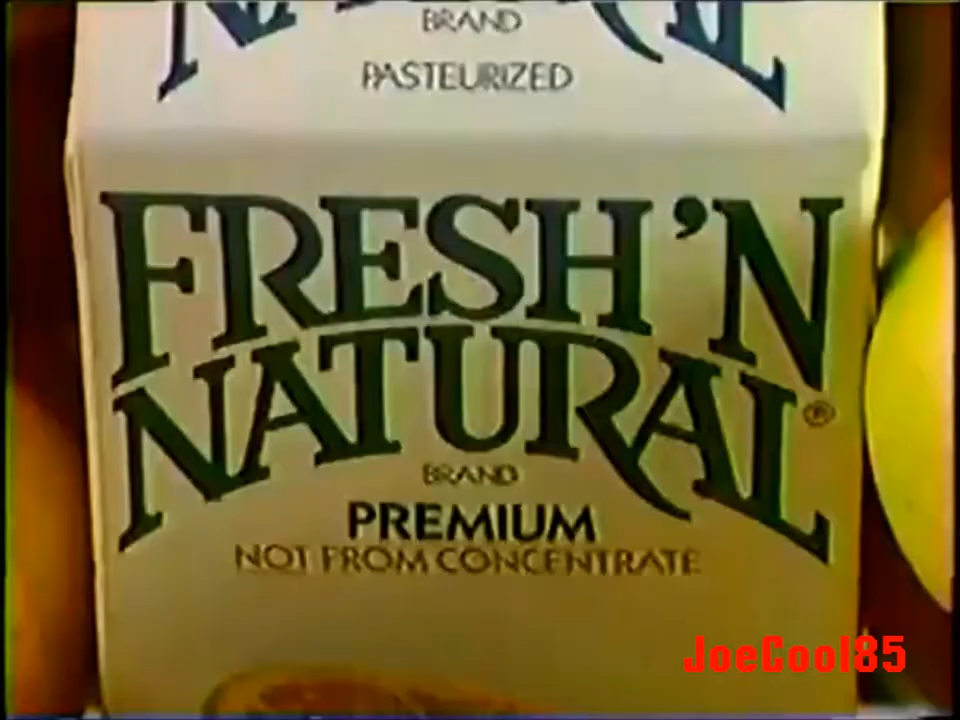 BRAND
PASTEURIZED
FRESH 'N
NATURAL®
BRAND
PREMIUM
NOT FROM CONCENTRATE
JoeCool85